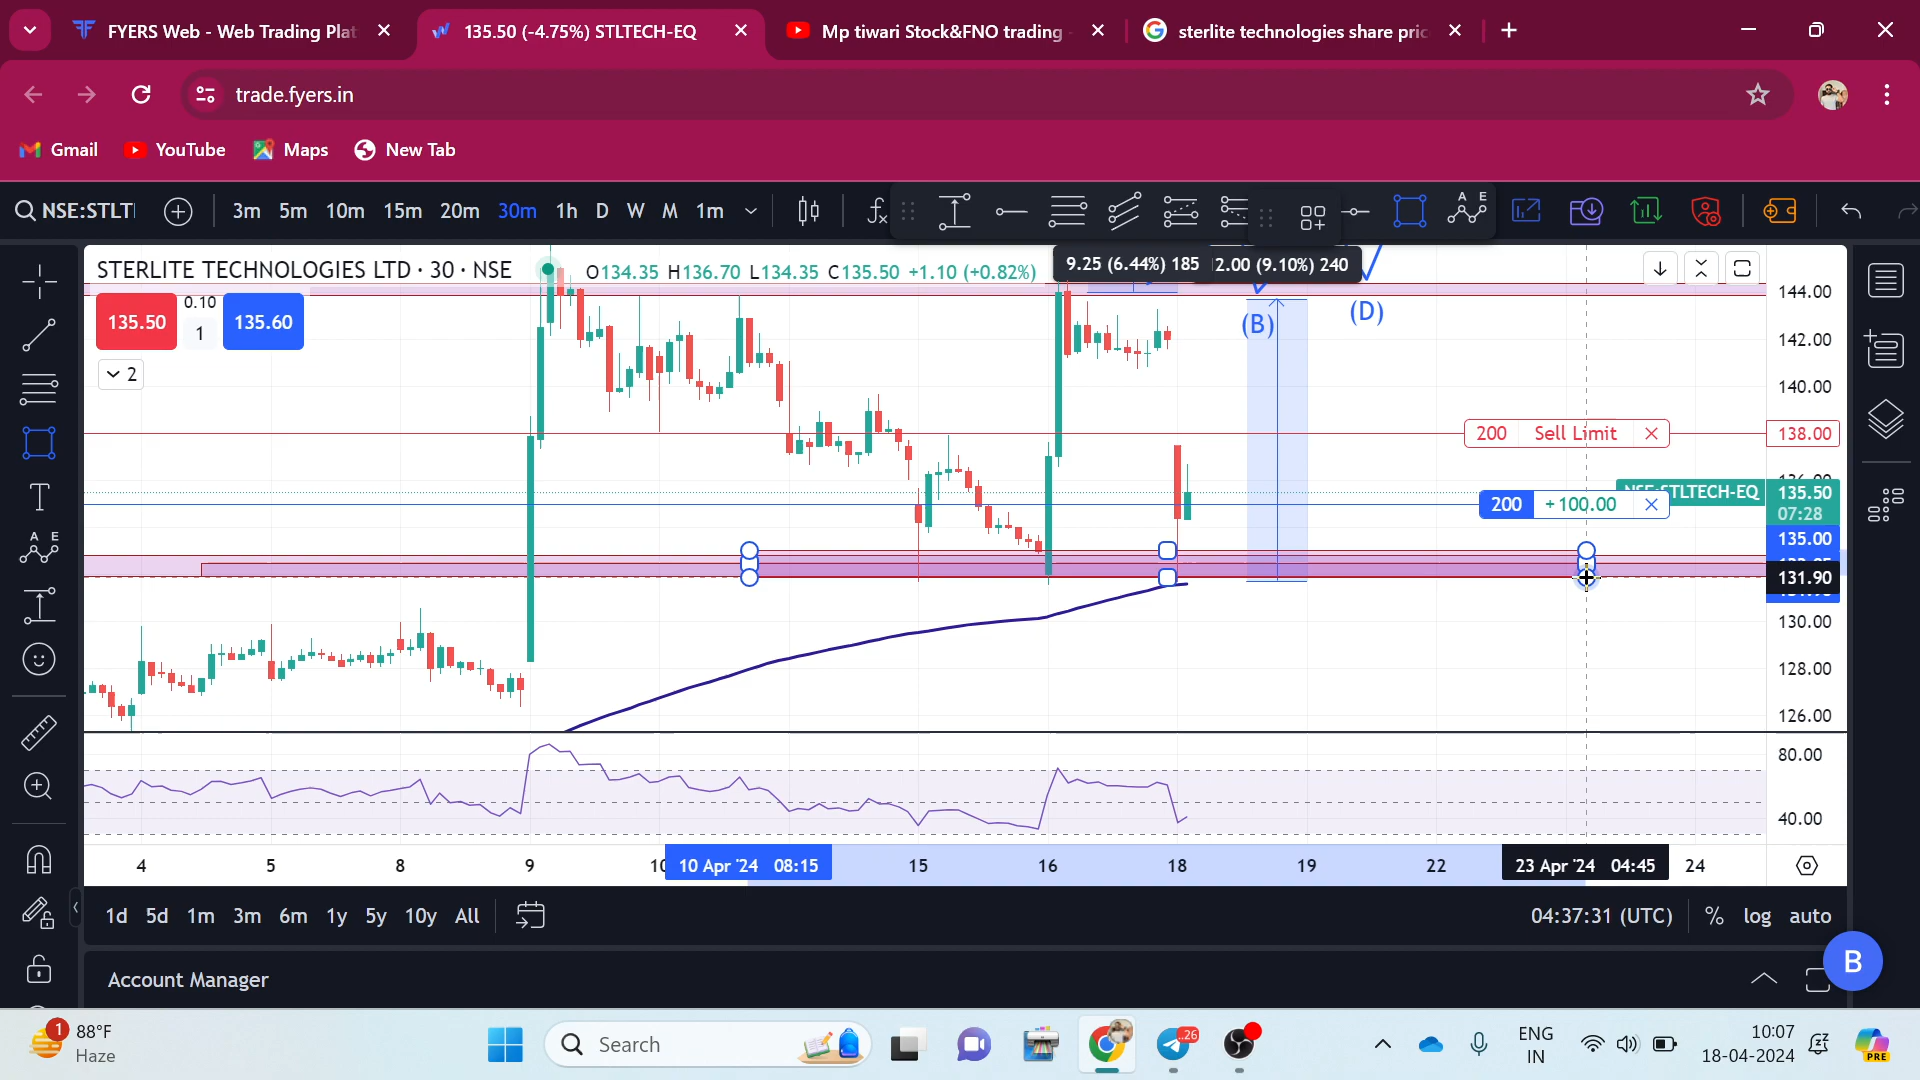 FYERS Web - Web Trading Plat
135.50 (-4.75%) STLTECH-EQ
Mp tiwari Stock&FNO trading -
sterlite technologies share pric
trade.fyers.in
Gmail YouTube Maps New Tab
NSE:STLT 3m 5m 10m 15m 20m 30m 1h D W M 1m
STERLITE TECHNOLOGIES LTD · 30 · NSE O134.35 H136.70 L134.35 C135.50 +1.10 (+0.82%)
9.25 (6.44%) 185 2.00 (9.10%) 240
135.50 0.10 1 135.60
2
(B) (D)
144.00
142.00
140.00
200 Sell Limit 138.00
STLTECH-EQ 135.50
07:28
200 +100.00
135.00
131.90
130.00
128.00
126.00
80.00
40.00
4 5 8 9 10 10 Apr '24 08:15 15 16 18 19 22 23 Apr '24 04:45 24
1d 5d 1m 3m 6m 1y 5y 10y All 04:37:31 (UTC) % log auto
Account Manager
B
1 88°F
Haze
Search
..26
PRE
ENG
IN
10:07
18-04-2024